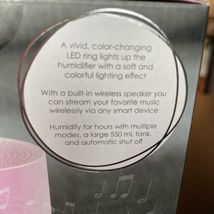 A vivid, color-changing
LED ring lights up the
humidifier with a soft and
colorful lighting effect
With a built-in wireless speaker you
can stream your favorite music
wirelessly via any smart device
Humidify for hours with multiple
modes, a large 550 mL tank,
and automatic shut off